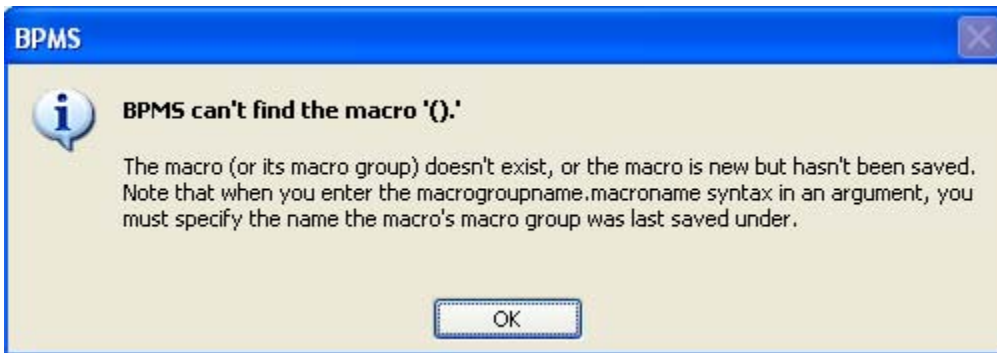 BPMS
BPMS can't find the macro '().'
The macro (or its macro group) doesn't exist, or the macro is new but hasn't been saved.
Note that when you enter the macrogroupname.macroname syntax in an argument, you
must specify the name the macro's macro group was last saved under.
OK